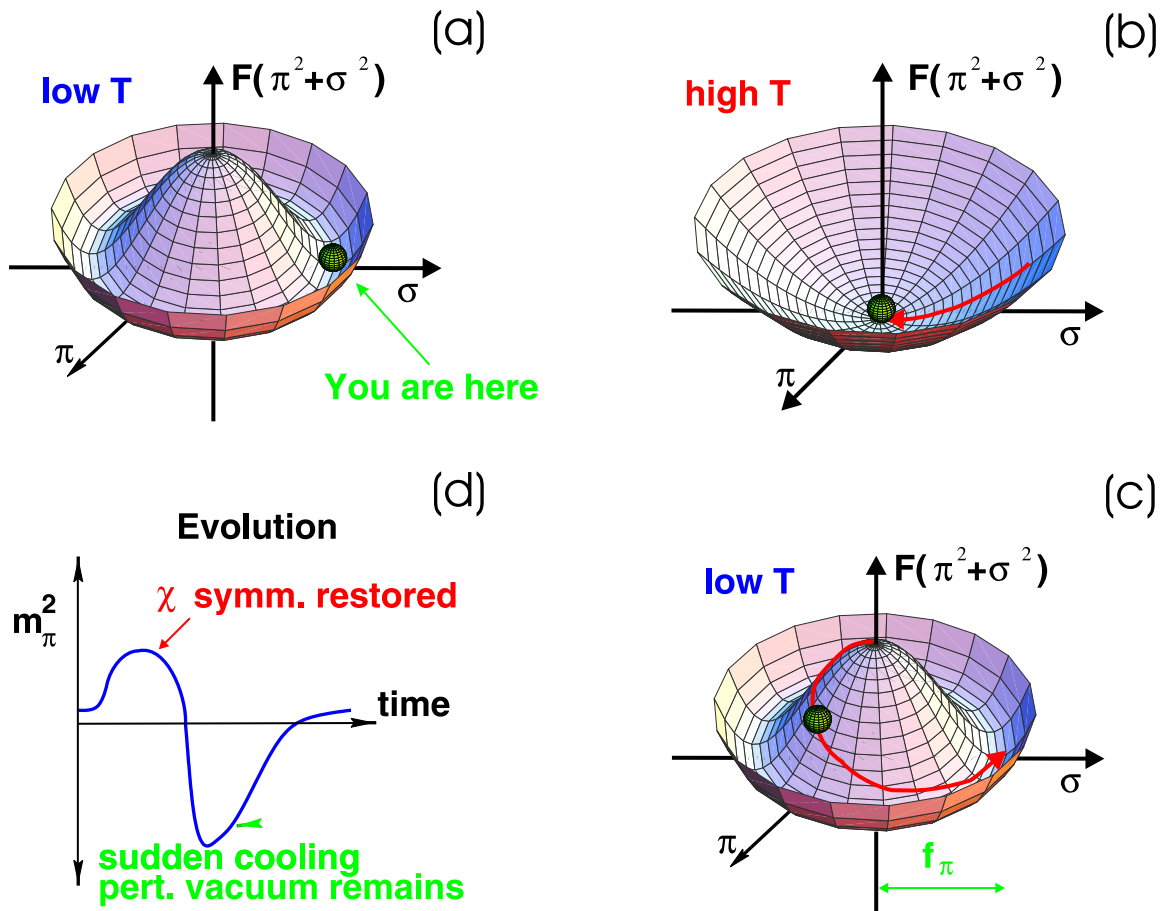 (a)
low T
F(π²+σ²)
σ
π
You are here
(b)
high T
F(π²+σ²)
σ
π
(d)
Evolution
χ symm. restored
m²π
time
sudden cooling
pert. vacuum remains
(c)
low T
F(π²+σ²)
σ
π
fπ